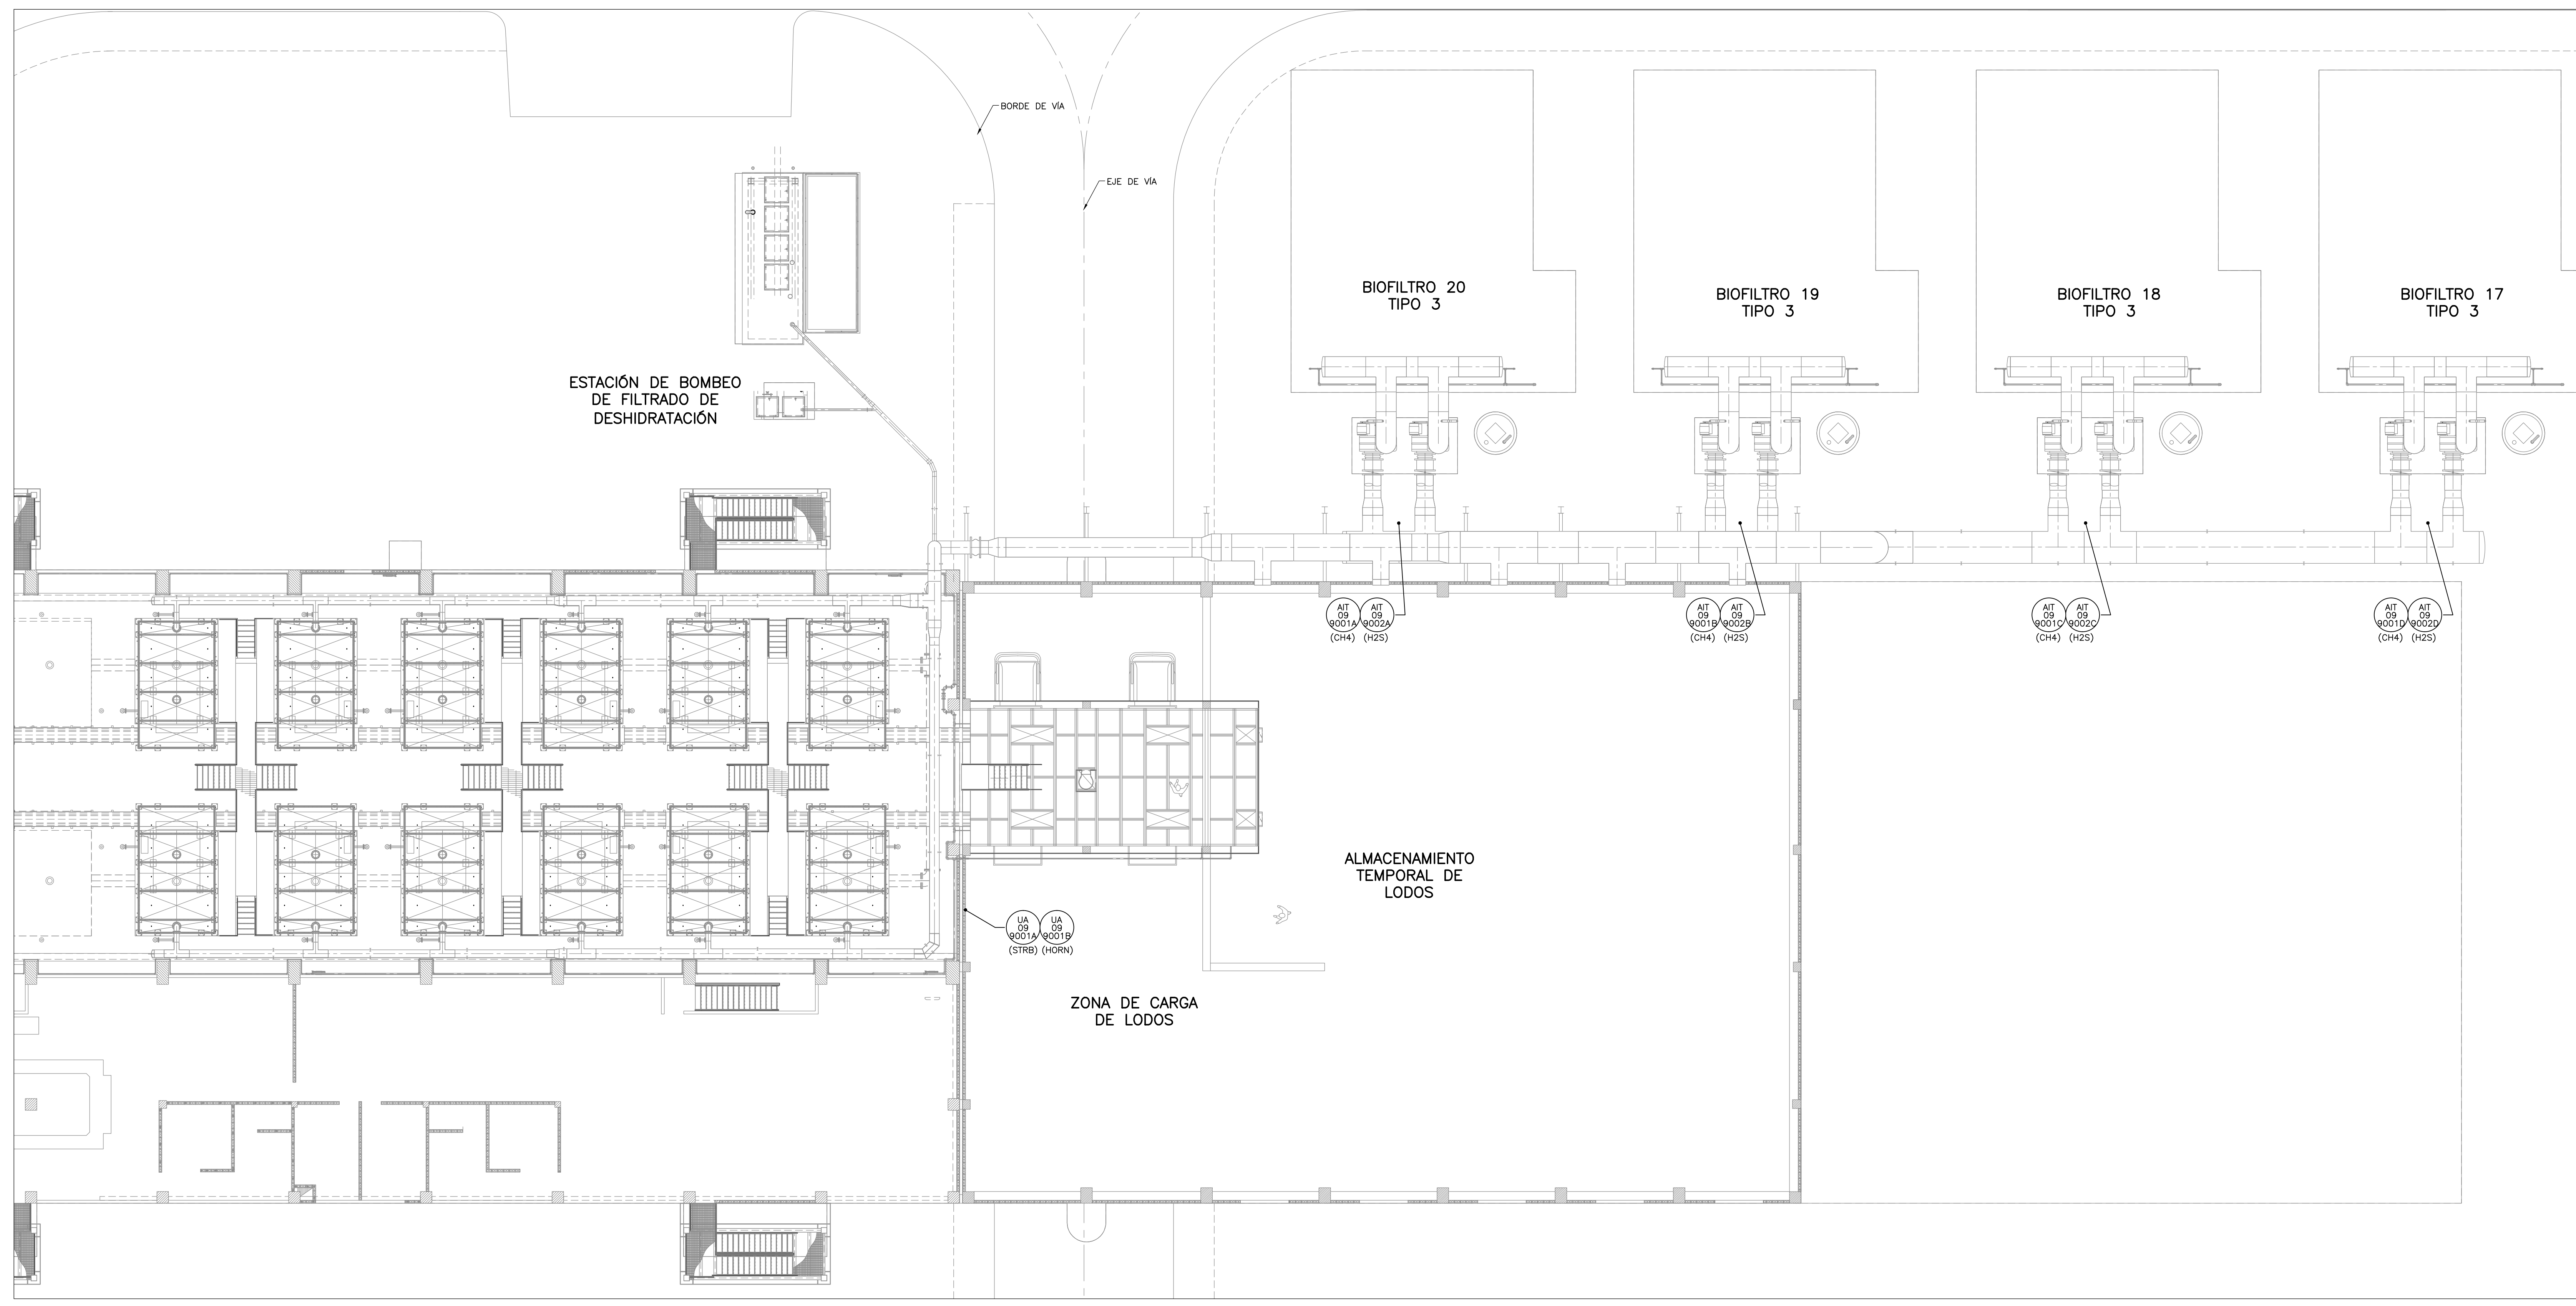 BORDE DE VÍA
EJE DE VÍA
BIOFILTRO 20
TIPO 3
BIOFILTRO 19
TIPO 3
BIOFILTRO 18
TIPO 3
BIOFILTRO 17
TIPO 3
ESTACIÓN DE BOMBEO
DE FILTRADO DE
DESHIDRATACIÓN
AIT
09
9001A
(CH4)
AIT
09
9002A
(H2S)
AIT
09
9001B
(CH4)
AIT
09
9002B
(H2S)
AIT
09
9001C
(CH4)
AIT
09
9002C
(H2S)
AIT
09
9001D
(CH4)
AIT
09
9002D
(H2S)
ALMACENAMIENTO
TEMPORAL DE
LODOS
UA
09
9001A
(STRB)
UA
09
9001B
(HORN)
ZONA DE CARGA
DE LODOS